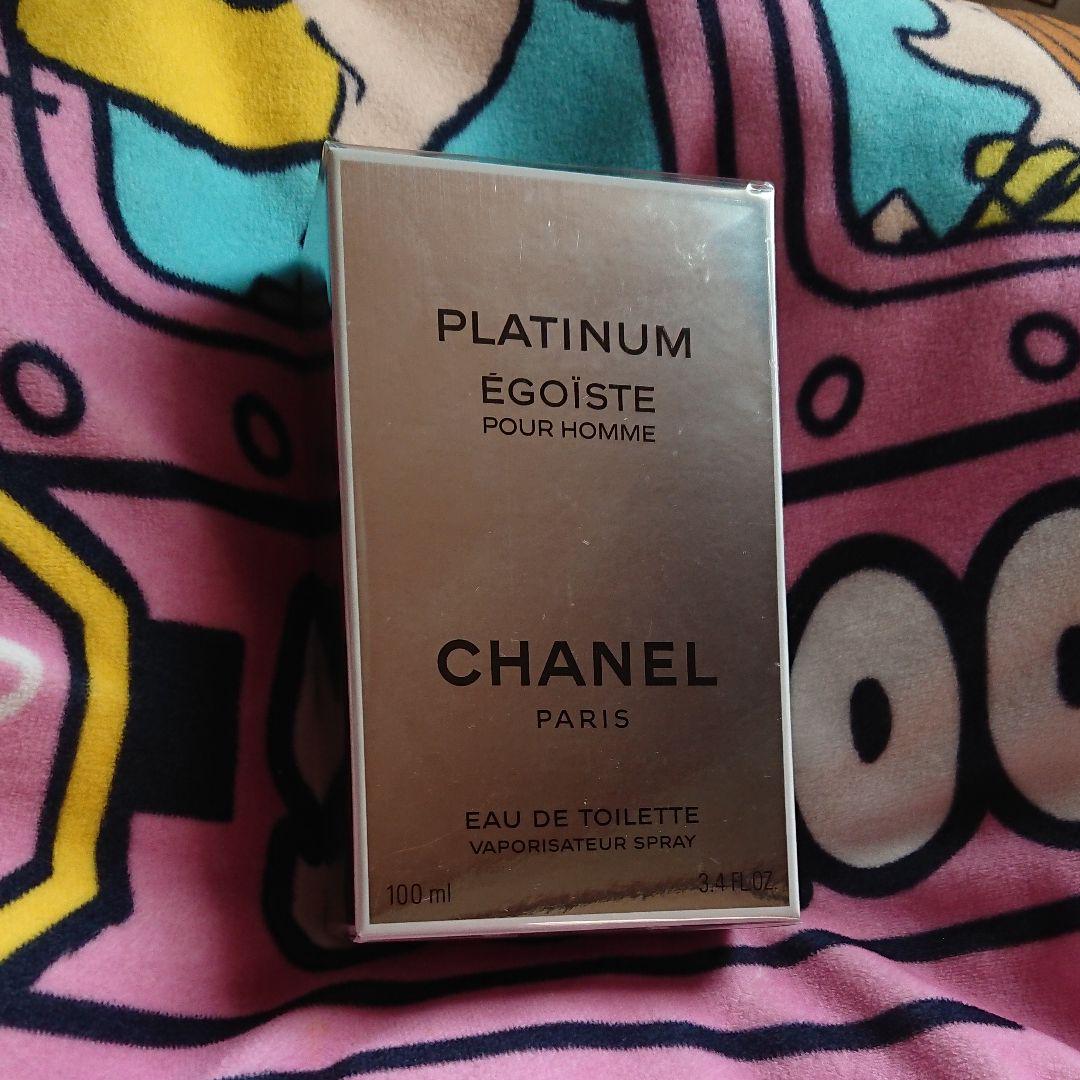 PLATINUM
ÉGOÏSTE
POUR HOMME
CHANEL
PARIS
EAU DE TOILETTE
VAPORISATEUR SPRAY
100 ml
3.4 FL.OZ.